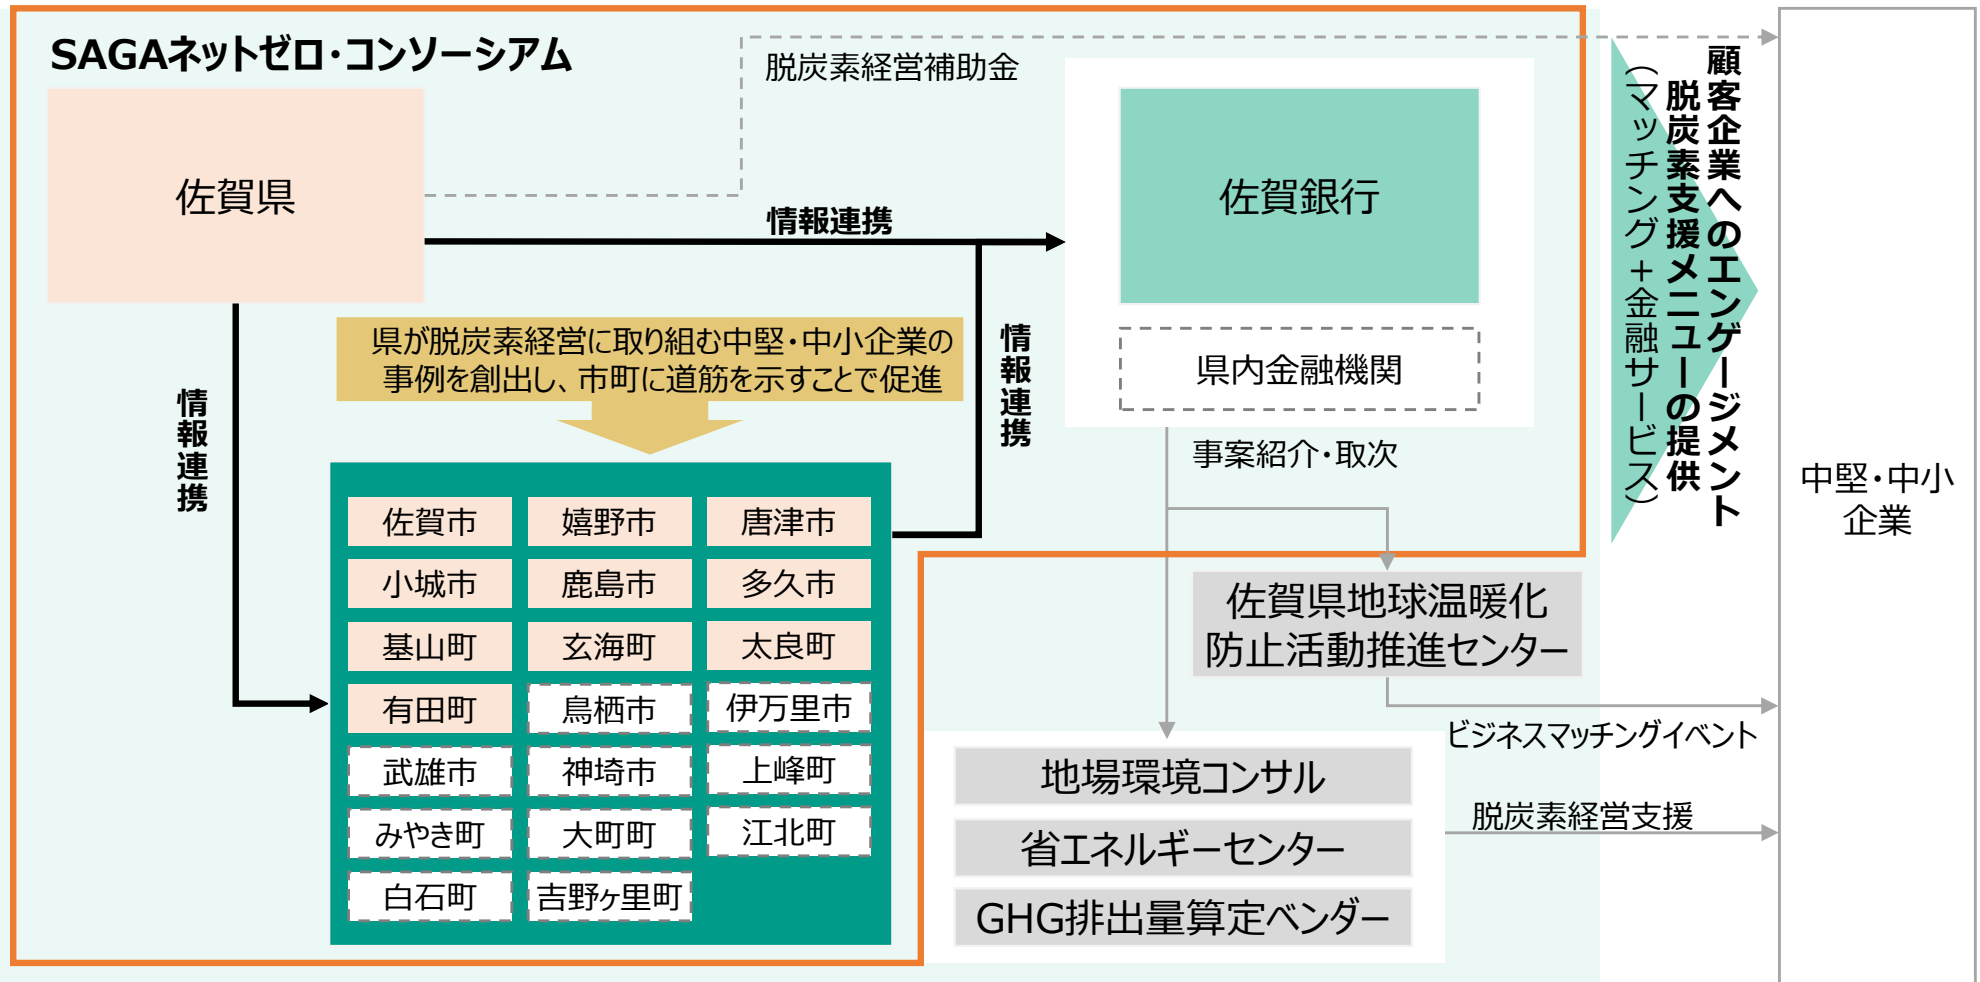 SAGAネットゼロ・コンソーシアム
佐賀県
脱炭素経営補助金
情報連携
佐賀銀行
県内金融機関
県が脱炭素経営に取り組む中堅・中小企業の
事例を創出し、市町に道筋を示すことで促進
情報連携
情報連携
佐賀市
嬉野市
唐津市
小城市
鹿島市
多久市
基山町
玄海町
太良町
有田町
鳥栖市
伊万里市
武雄市
神埼市
上峰町
みやき町
大町町
江北町
白石町
吉野ヶ里町
事案紹介・取次
佐賀県地球温暖化
防止活動推進センター
地場環境コンサル
省エネルギーセンター
GHG排出量算定ベンダー
顧客企業へのエンゲージメント
脱炭素支援メニューの提供
（マッチング＋金融サービス）
ビジネスマッチングイベント
脱炭素経営支援
中堅・中小
企業